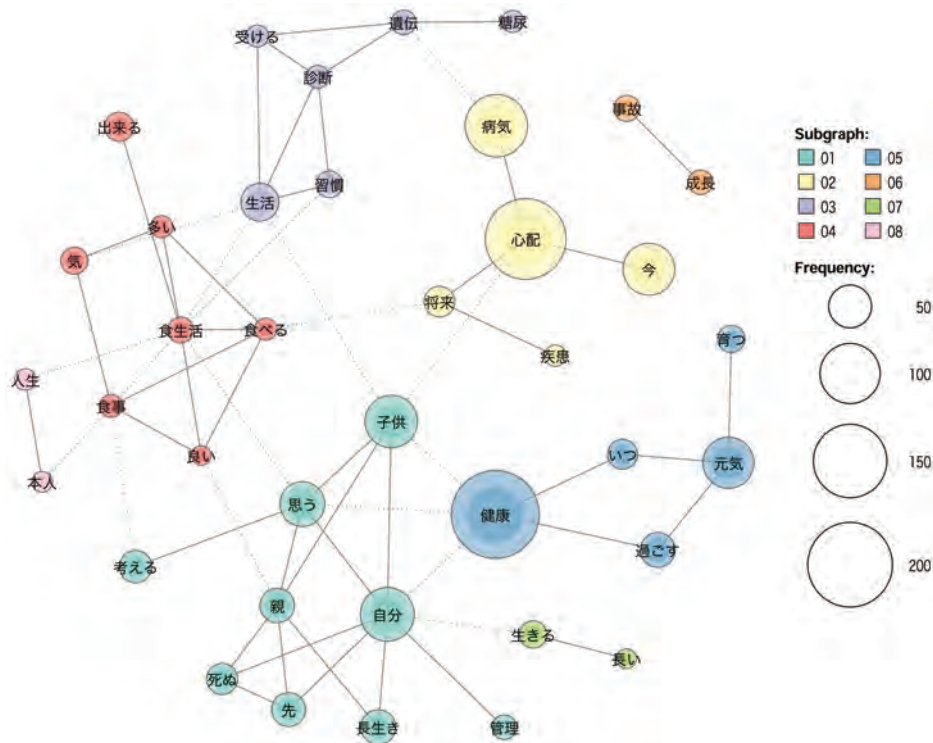 遺伝
糖尿
受ける
診断
出来る
病気
事故
成長
生活
習慣
多い
気
心配
今
将来
食生活
食べる
疾患
育つ
人生
食事
子供
良い
いつ
元気
本人
思う
健康
過ごす
考える
親
自分
生きる
長い
死ぬ
先
長生き
管理
Subgraph:
01 05
02 06
03 07
04 08
Frequency:
50
100
150
200